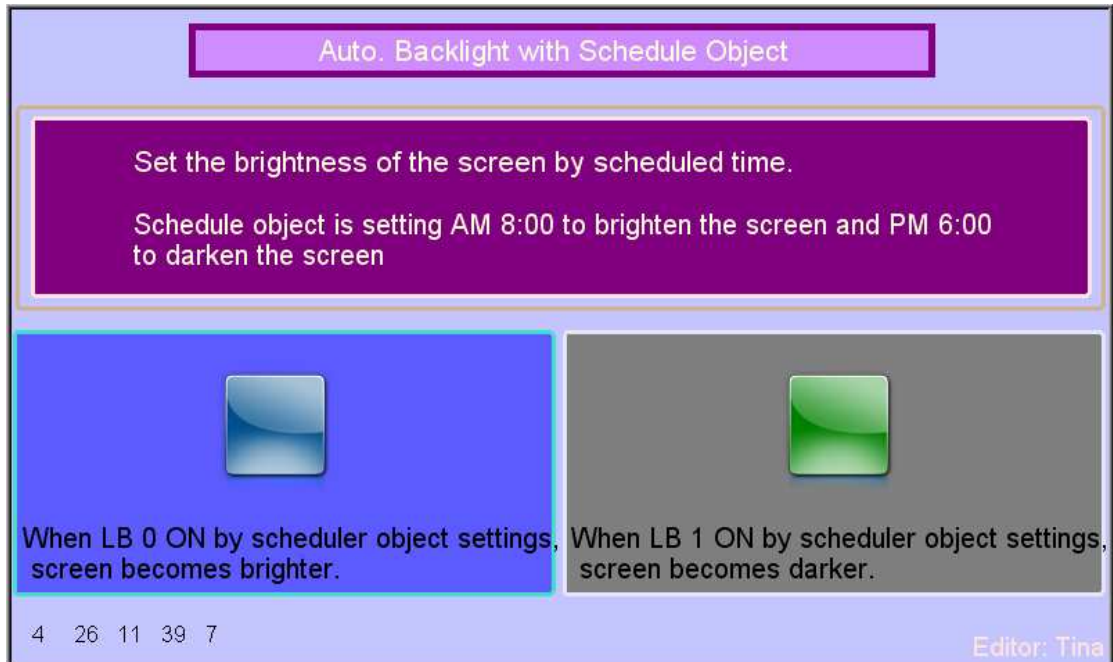 Auto. Backlight with Schedule Object
Set the brightness of the screen by scheduled time.
Schedule object is setting AM 8:00 to brighten the screen and PM 6:00
to darken the screen
When LB 0 ON by scheduler object settings,
screen becomes brighter.
When LB 1 ON by scheduler object settings,
screen becomes darker.
4 26 11 39 7
Editor: Tina